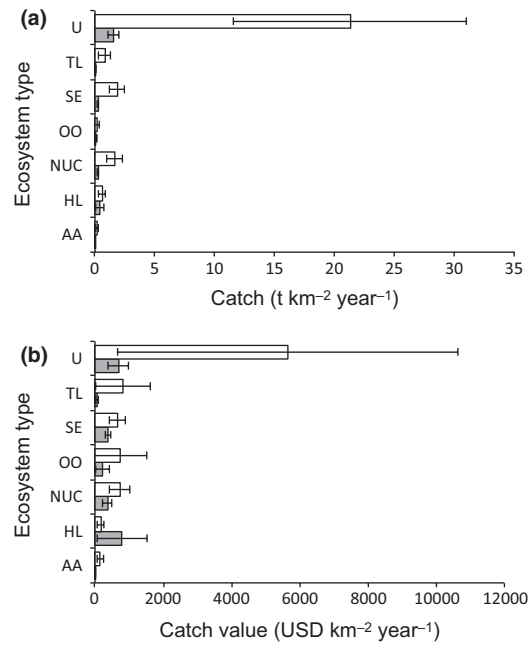 (a)
Ecosystem type
U
TL
SE
OO
NUC
HL
AA
0 5 10 15 20 25 30 35
Catch (t km⁻² year⁻¹)
(b)
Ecosystem type
U
TL
SE
OO
NUC
HL
AA
0 2000 4000 6000 8000 10000 12000
Catch value (USD km⁻² year⁻¹)